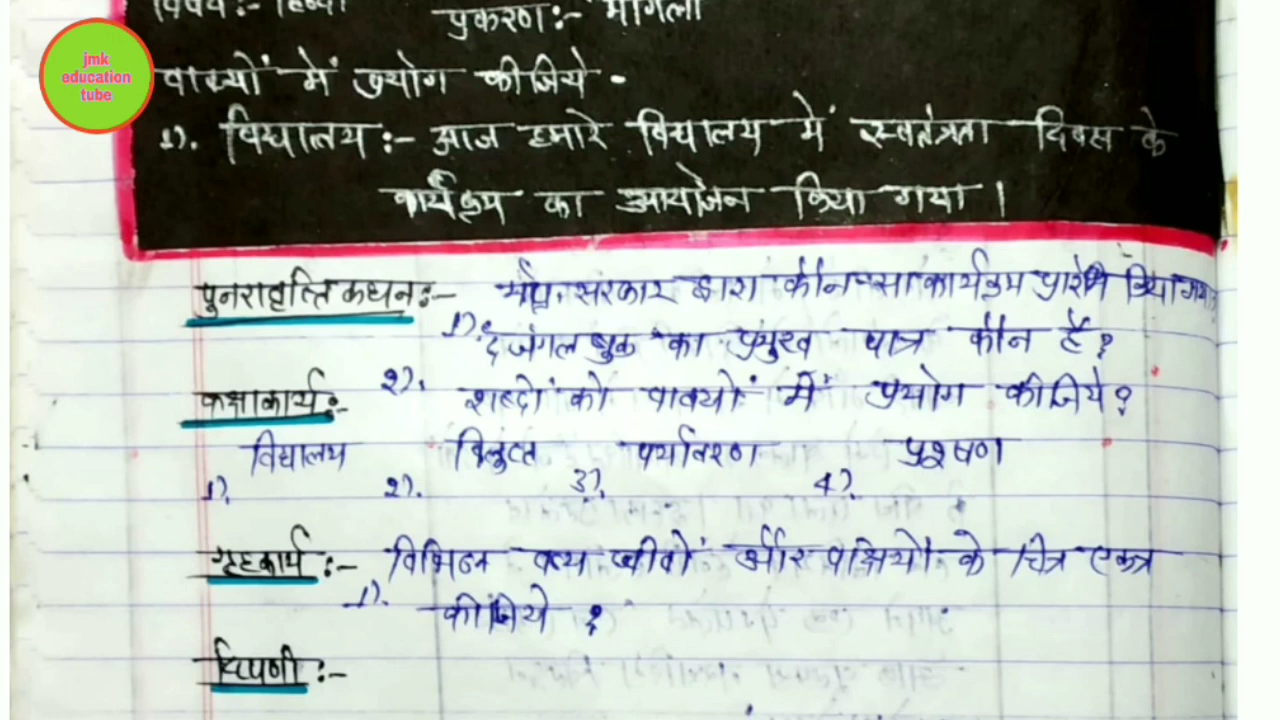 विषय:- हिन्दी प्रकरण:- मोगली
jmk
education
tube
वाक्यों में प्रयोग कीजिये -
1). विद्यालय :- आज हमारे विद्यालय में स्वतंत्रता दिवस के
कार्यक्रम का आयोजन किया गया ।
पुनरावृत्ति कथन:- म.प्र. सरकार द्वारा कौन-सा कार्यक्रम प्रारंभ किया गया
1). द जंगल बुक का प्रमुख पात्र कौन है ?
कक्षाकार्य:- 2). शब्दों को वाक्यों में प्रयोग कीजिये ?
विद्यालय विलुप्त पर्यावरण प्रदूषण
1). 2). 3). 4).
गृहकार्य :- विभिन्न वन्य जीवों और पक्षियों के चित्र एकत्र
1). कीजिये ?
टिप्पणी :-